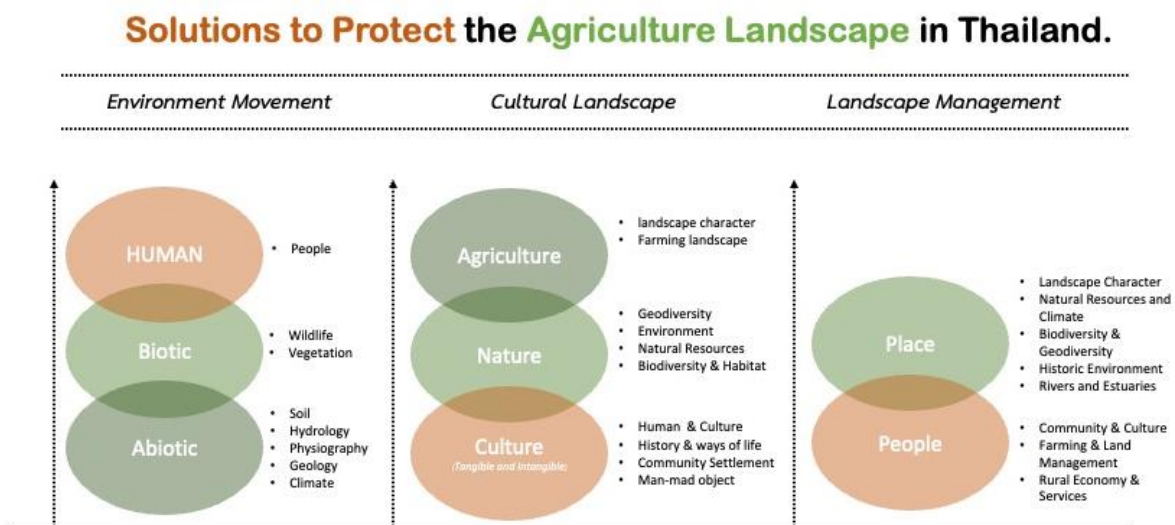 Solutions to Protect the Agriculture Landscape in Thailand.
Environment Movement
Cultural Landscape
Landscape Management
HUMAN
• People
Biotic
• Wildlife
• Vegetation
Abiotic
• Soil
• Hydrology
• Physiography
• Geology
• Climate
Agriculture
• landscape character
• Farming landscape
Nature
• Geodiversity
• Environment
• Natural Resources
• Biodiversity & Habitat
Culture
(Tangible and Intangible)
• Human & Culture
• History & ways of life
• Community Settlement
• Man-mad object
Place
• Landscape Character
• Natural Resources and
Climate
• Biodiversity &
Geodiversity
• Historic Environment
• Rivers and Estuaries
People
• Community & Culture
• Farming & Land
Management
• Rural Economy &
Services